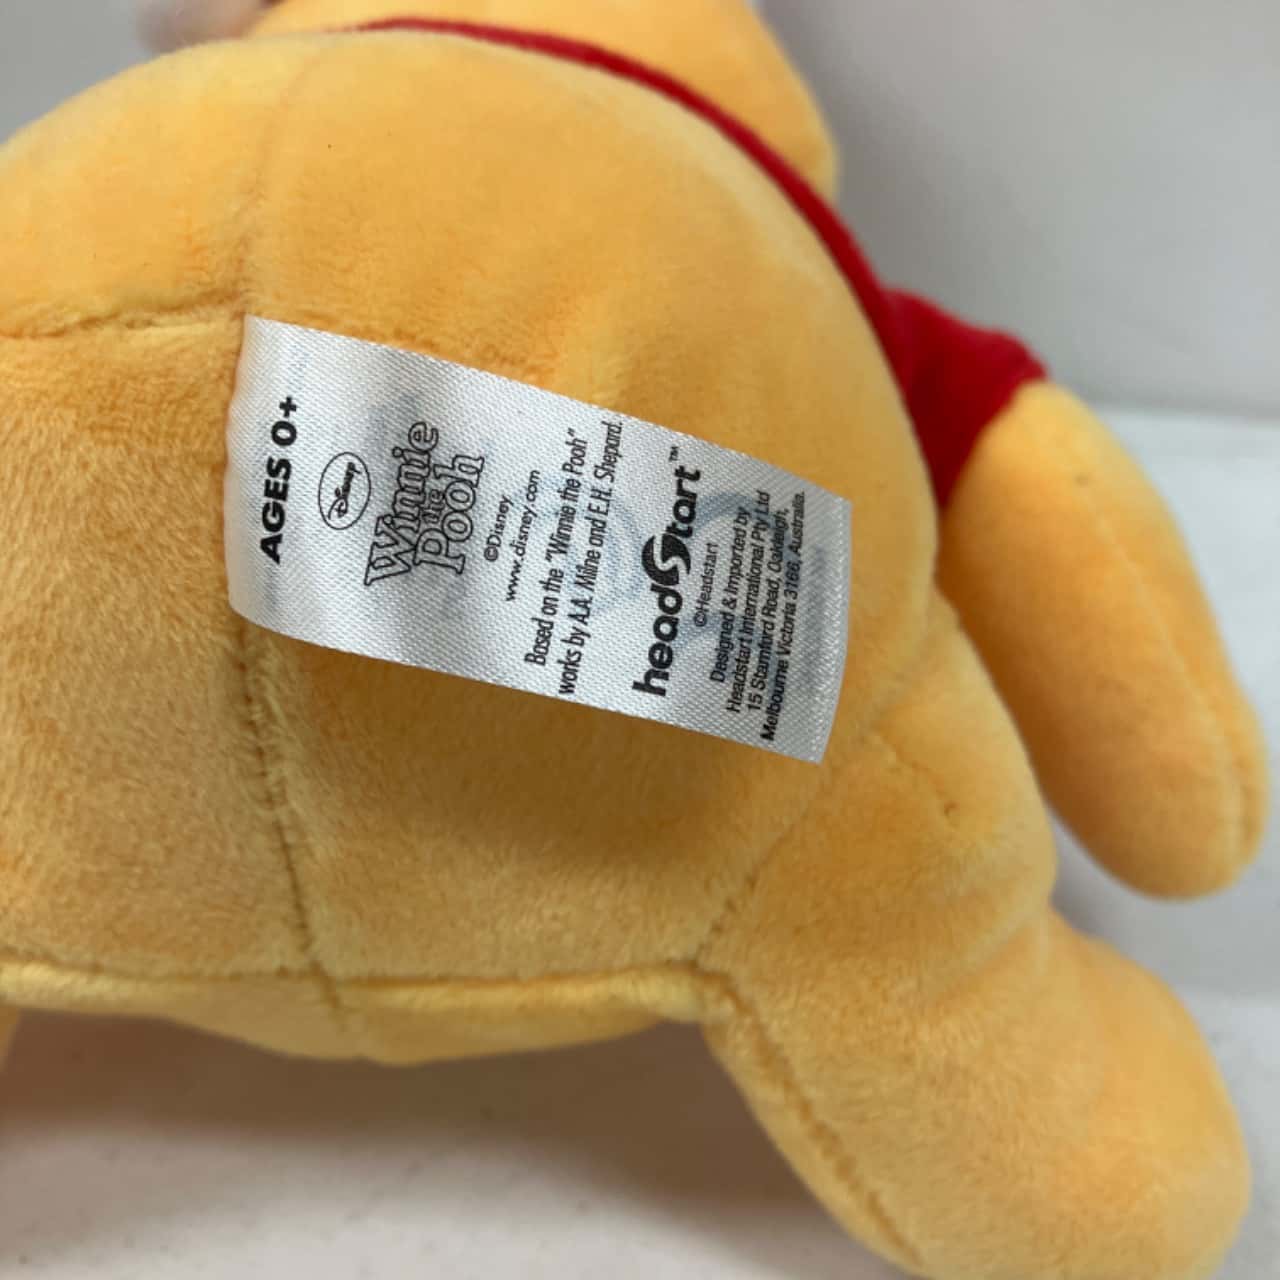 AGES 0+
Disney
Winnie
the
Pooh
©Disney
www.disney.com
Based on the "Winnie the Pooh"
works by A.A. Milne and E.H. Shepard.
headStart™
©Headstart
Designed & Imported by
Headstart International Pty Ltd
15 Stamford Road, Oakleigh,
Melbourne Victoria 3166, Australia.